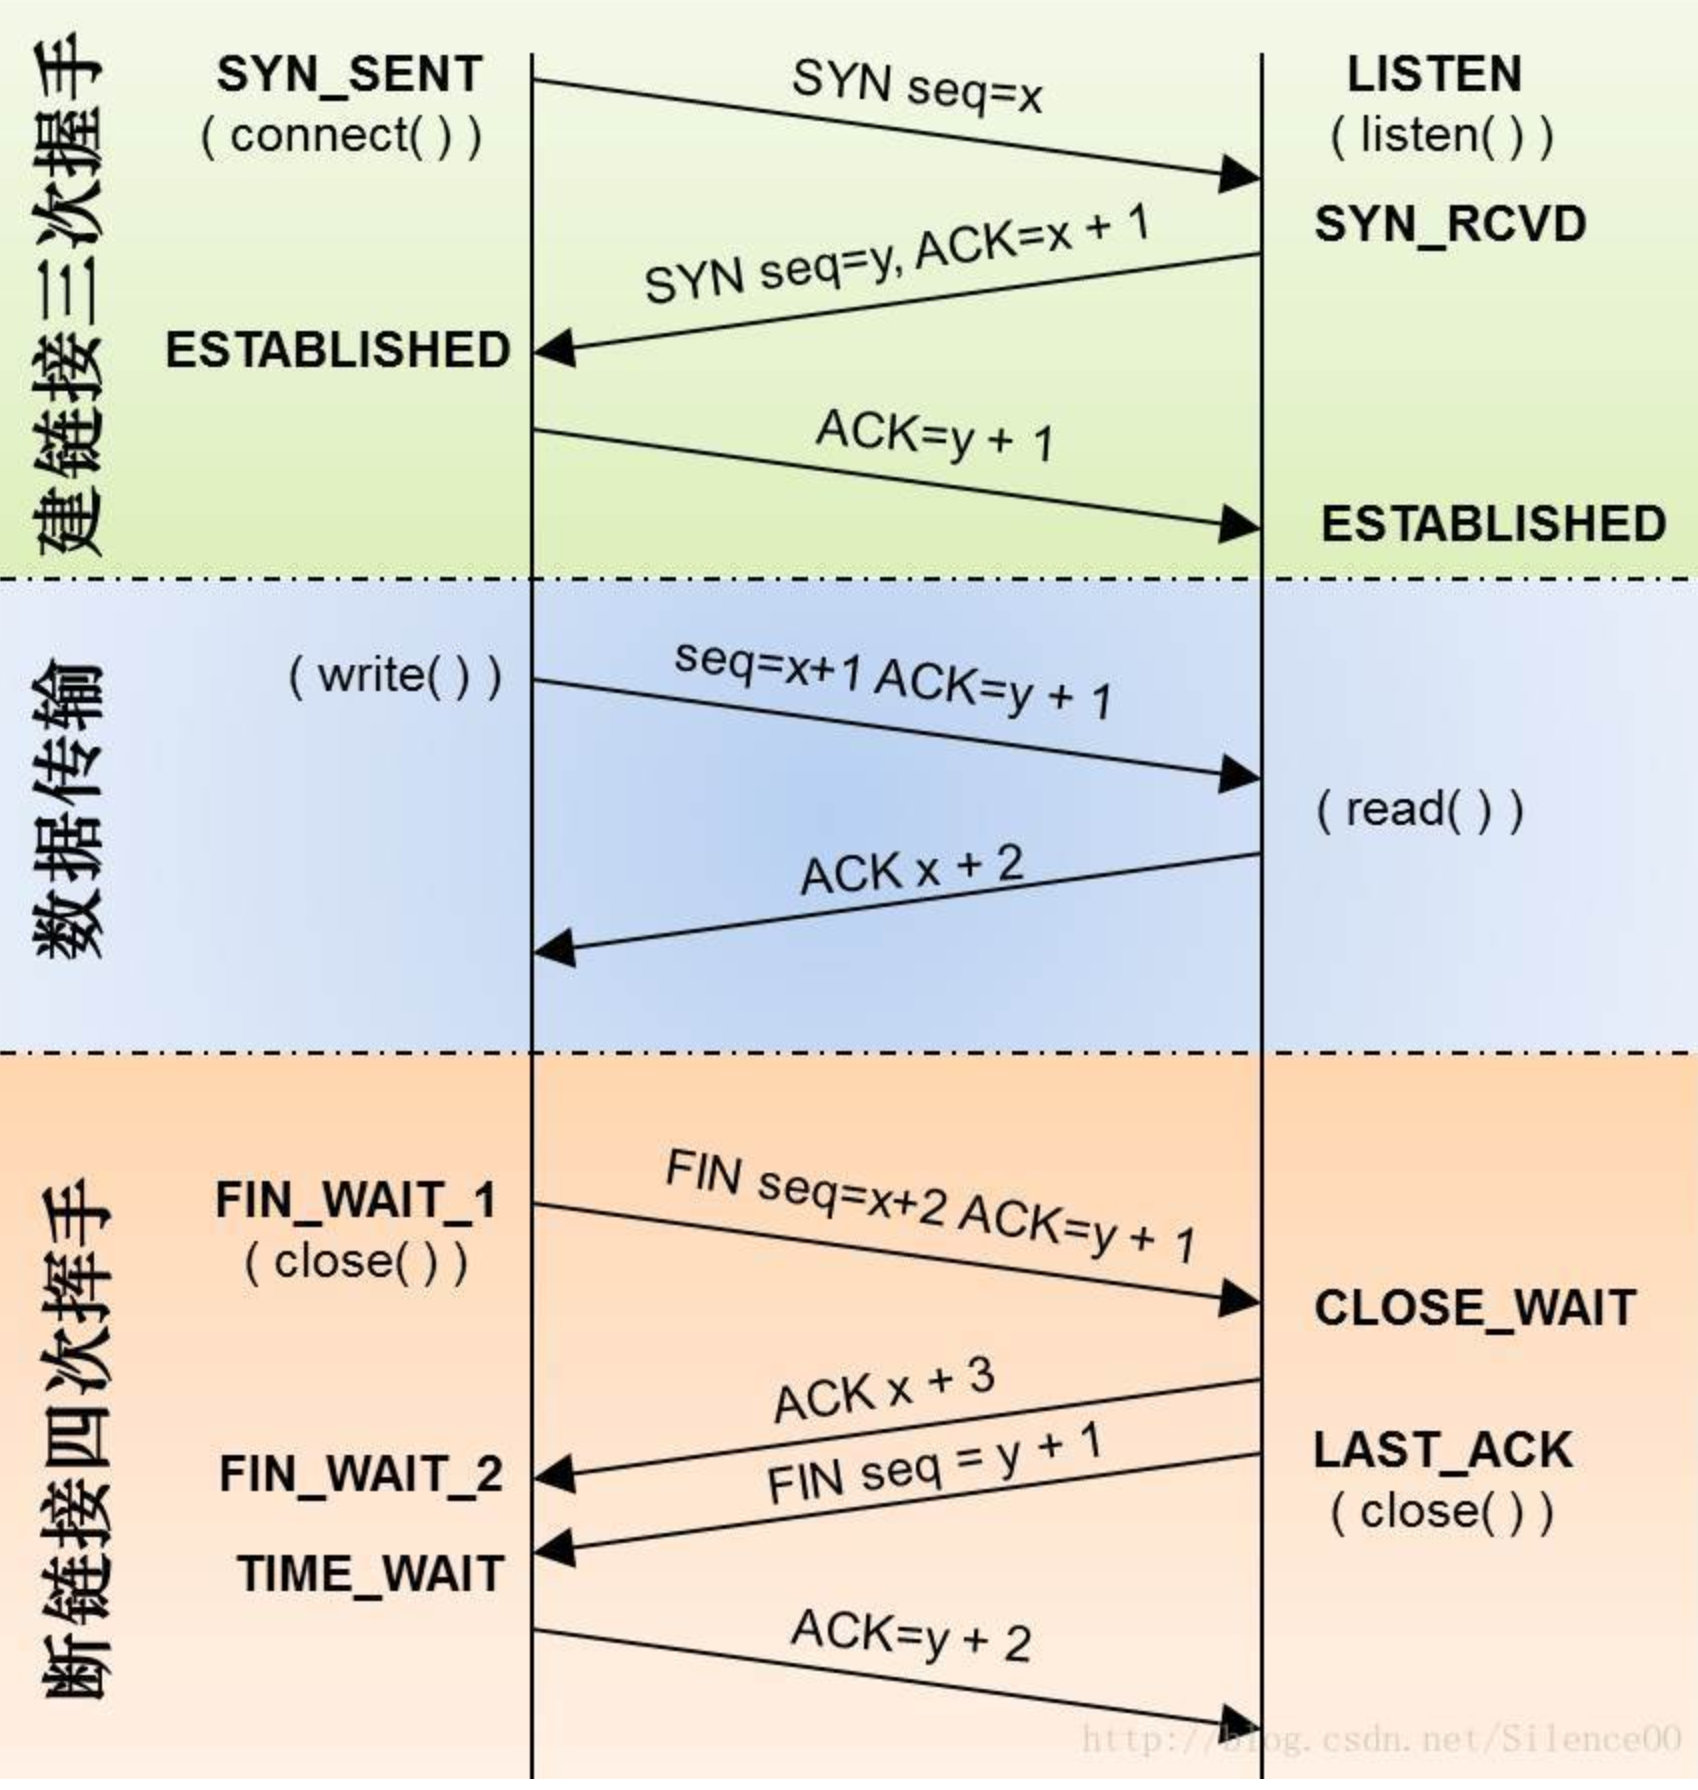 建链接三次握手
SYN_SENT
( connect( ) )
SYN seq=x
LISTEN
( listen( ) )
SYN_RCVD
SYN seq=y, ACK=x + 1
ESTABLISHED
ACK=y + 1
ESTABLISHED
数据传输
( write( ) )
seq=x+1 ACK=y + 1
( read( ) )
ACK x + 2
断链接四次挥手
FIN_WAIT_1
( close( ) )
FIN seq=x+2 ACK=y + 1
CLOSE_WAIT
ACK x + 3
FIN_WAIT_2
FIN seq = y + 1
LAST_ACK
( close( ) )
TIME_WAIT
ACK=y + 2
http://blog.csdn.net/Silence00